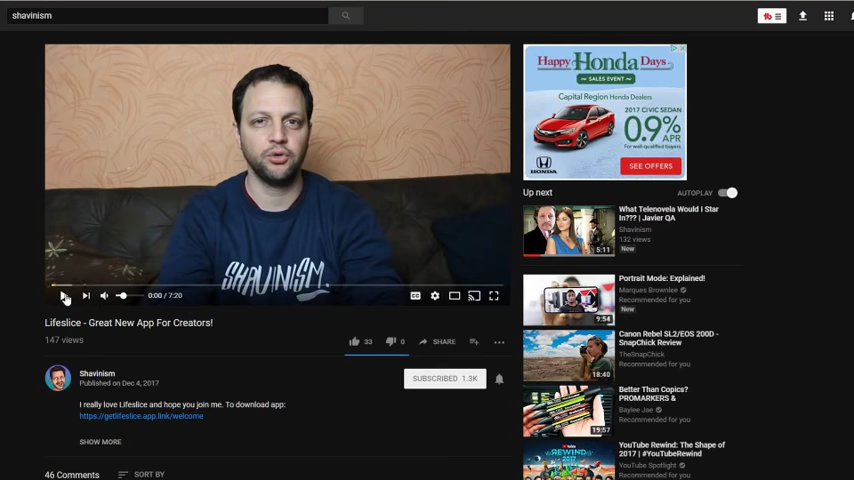 shavinism
Happy Honda Days
SALES EVENT
Capital Region Honda Dealers
2017 CIVIC SEDAN
0.9%
APR
For well-qualified buyers
HONDA
SEE OFFERS
SHAVINISM.
0:00 / 7:20
Lifeslice - Great New App For Creators!
147 views
33
0
SHARE
Shavinism
Published on Dec 4, 2017
SUBSCRIBED 1.3K
I really love Lifeslice and hope you join me. To download app:
https://getlifeslice.app.link/welcome
SHOW MORE
46 Comments
SORT BY
Up next
AUTOPLAY
What Telenovela Would I Star
In??? | Javier QA
Shavinism
132 views
New
5:11
Portrait Mode: Explained!
Marques Brownlee
Recommended for you
New
9:54
Canon Rebel SL2/EOS 200D -
SnapChick Review
TheSnapChick
Recommended for you
18:40
Better Than Copics?
PROMARKERS &
Baylee Jae
Recommended for you
19:57
YouTube Rewind: The Shape of
2017 | #YouTubeRewind
YouTube Spotlight
Recommended for you
REWIND
2017